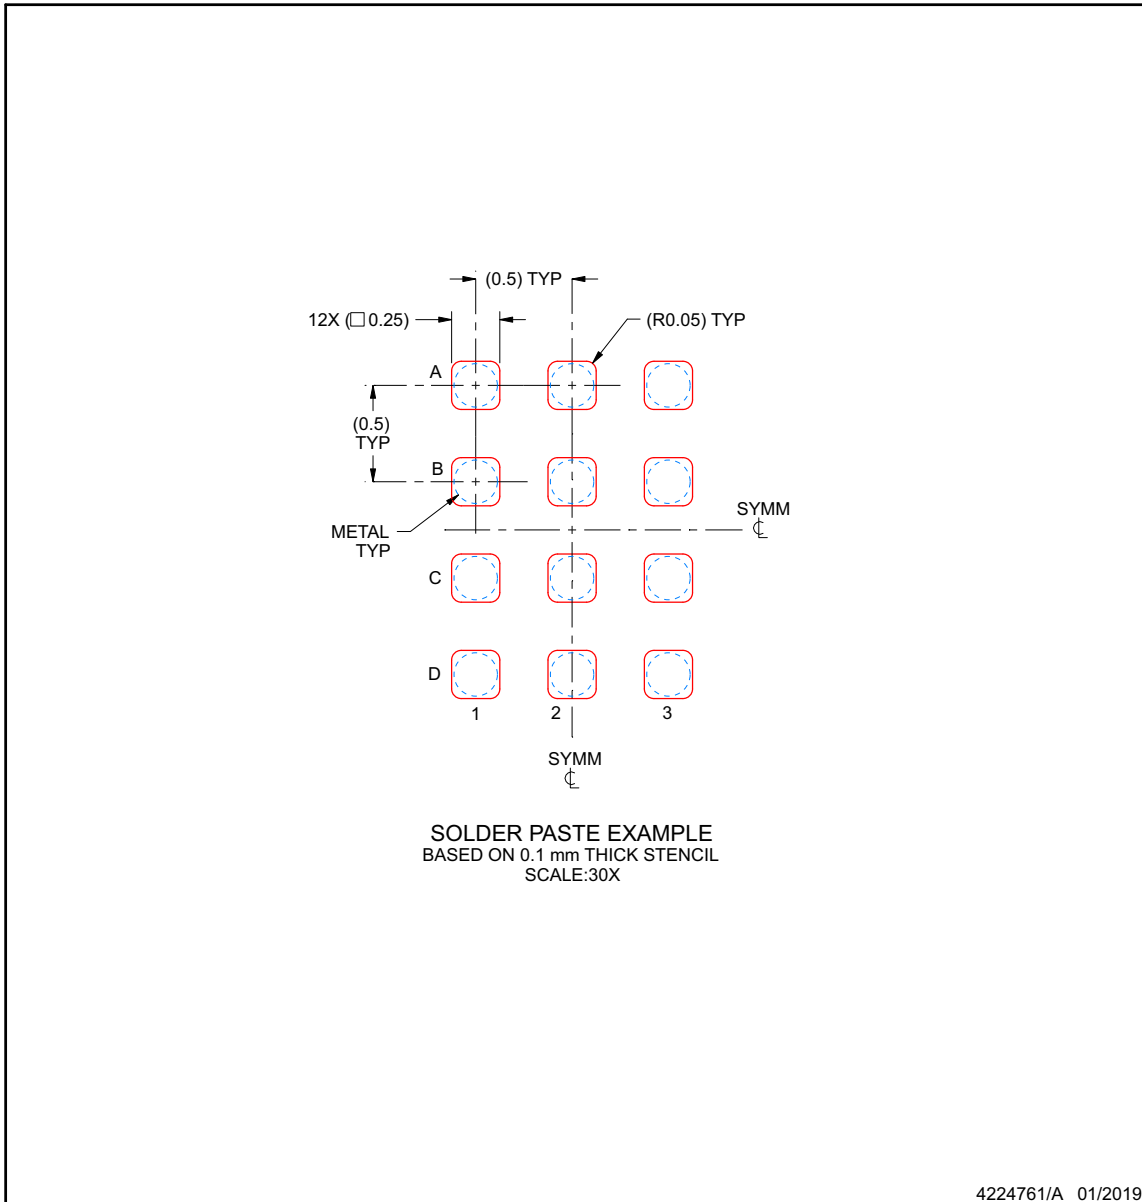 (0.5) TYP
12X (□ 0.25)
(R0.05) TYP
A
(0.5)
TYP
B
METAL
TYP
SYMM
℄
C
D
1
2
3
SYMM
℄
SOLDER PASTE EXAMPLE
BASED ON 0.1 mm THICK STENCIL
SCALE:30X
4224761/A 01/2019